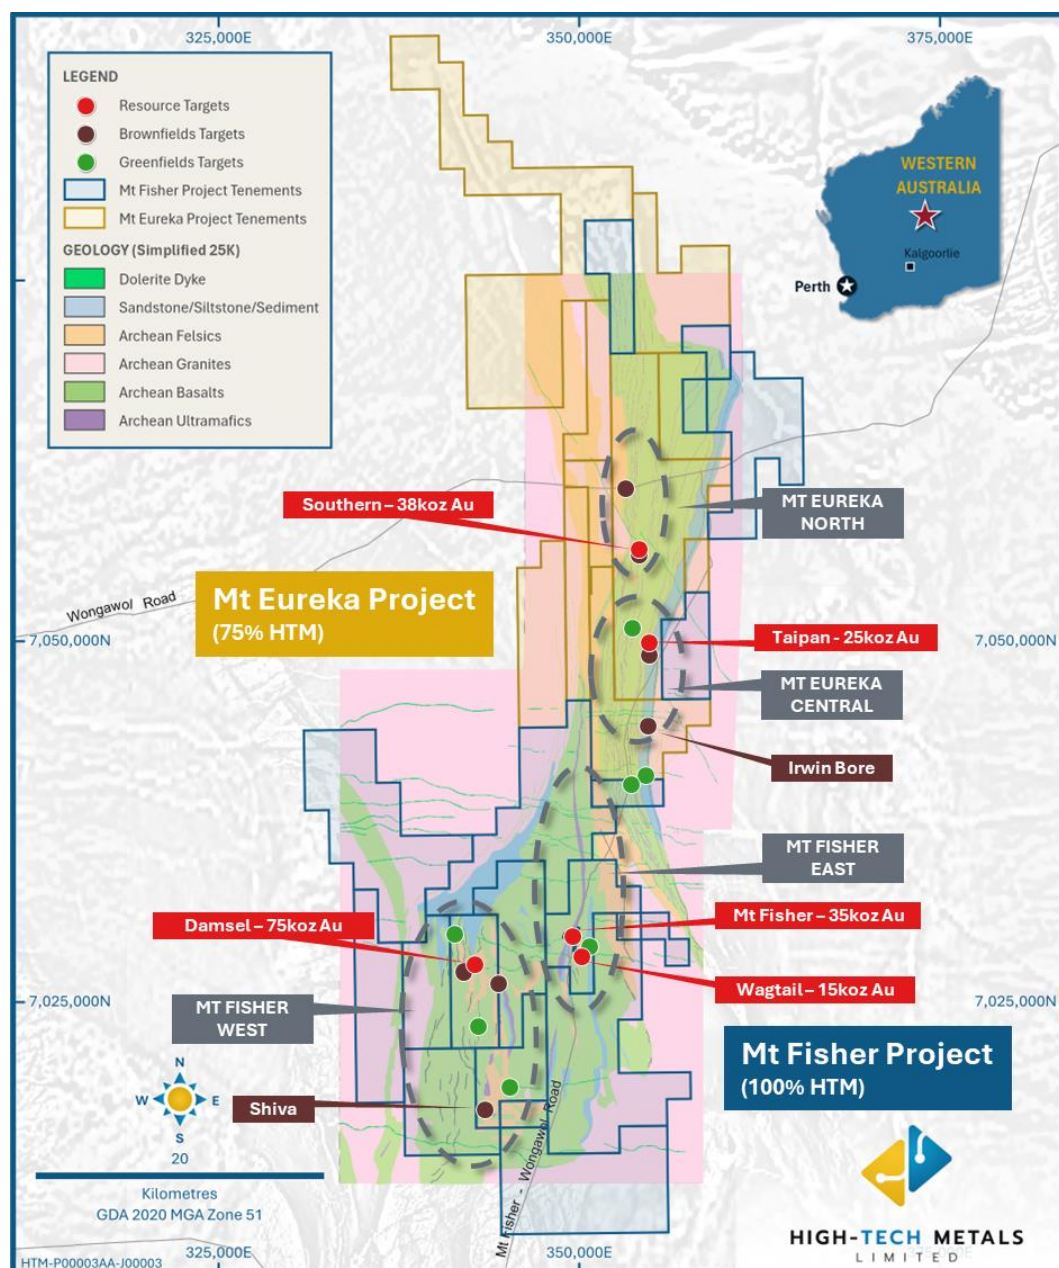 325,000E
350,000E
375,000E
LEGEND
Resource Targets
Brownfields Targets
Greenfields Targets
Mt Fisher Project Tenements
Mt Eureka Project Tenements
GEOLOGY (Simplified 25K)
Dolerite Dyke
Sandstone/Siltstone/Sediment
Archean Felsics
Archean Granites
Archean Basalts
Archean Ultramafics
WESTERN
AUSTRALIA
Kalgoorlie
Perth
Southern – 38koz Au
MT EUREKA
NORTH
Mt Eureka Project
(75% HTM)
Wongawol Road
7,050,000N
7,050,000N
Taipan - 25koz Au
MT EUREKA
CENTRAL
Irwin Bore
MT FISHER
EAST
Damsel – 75koz Au
Mt Fisher – 35koz Au
Wagtail – 15koz Au
7,025,000N
7,025,000N
MT FISHER
WEST
Mt Fisher Project
(100% HTM)
Shiva
N
W
E
S
20
Kilometres
GDA 2020 MGA Zone 51
Mt Fisher - Wongawol Road
HIGH-TECH METALS
LIMITED
HTM-P00003AA-J00003
325,000E
350,000E